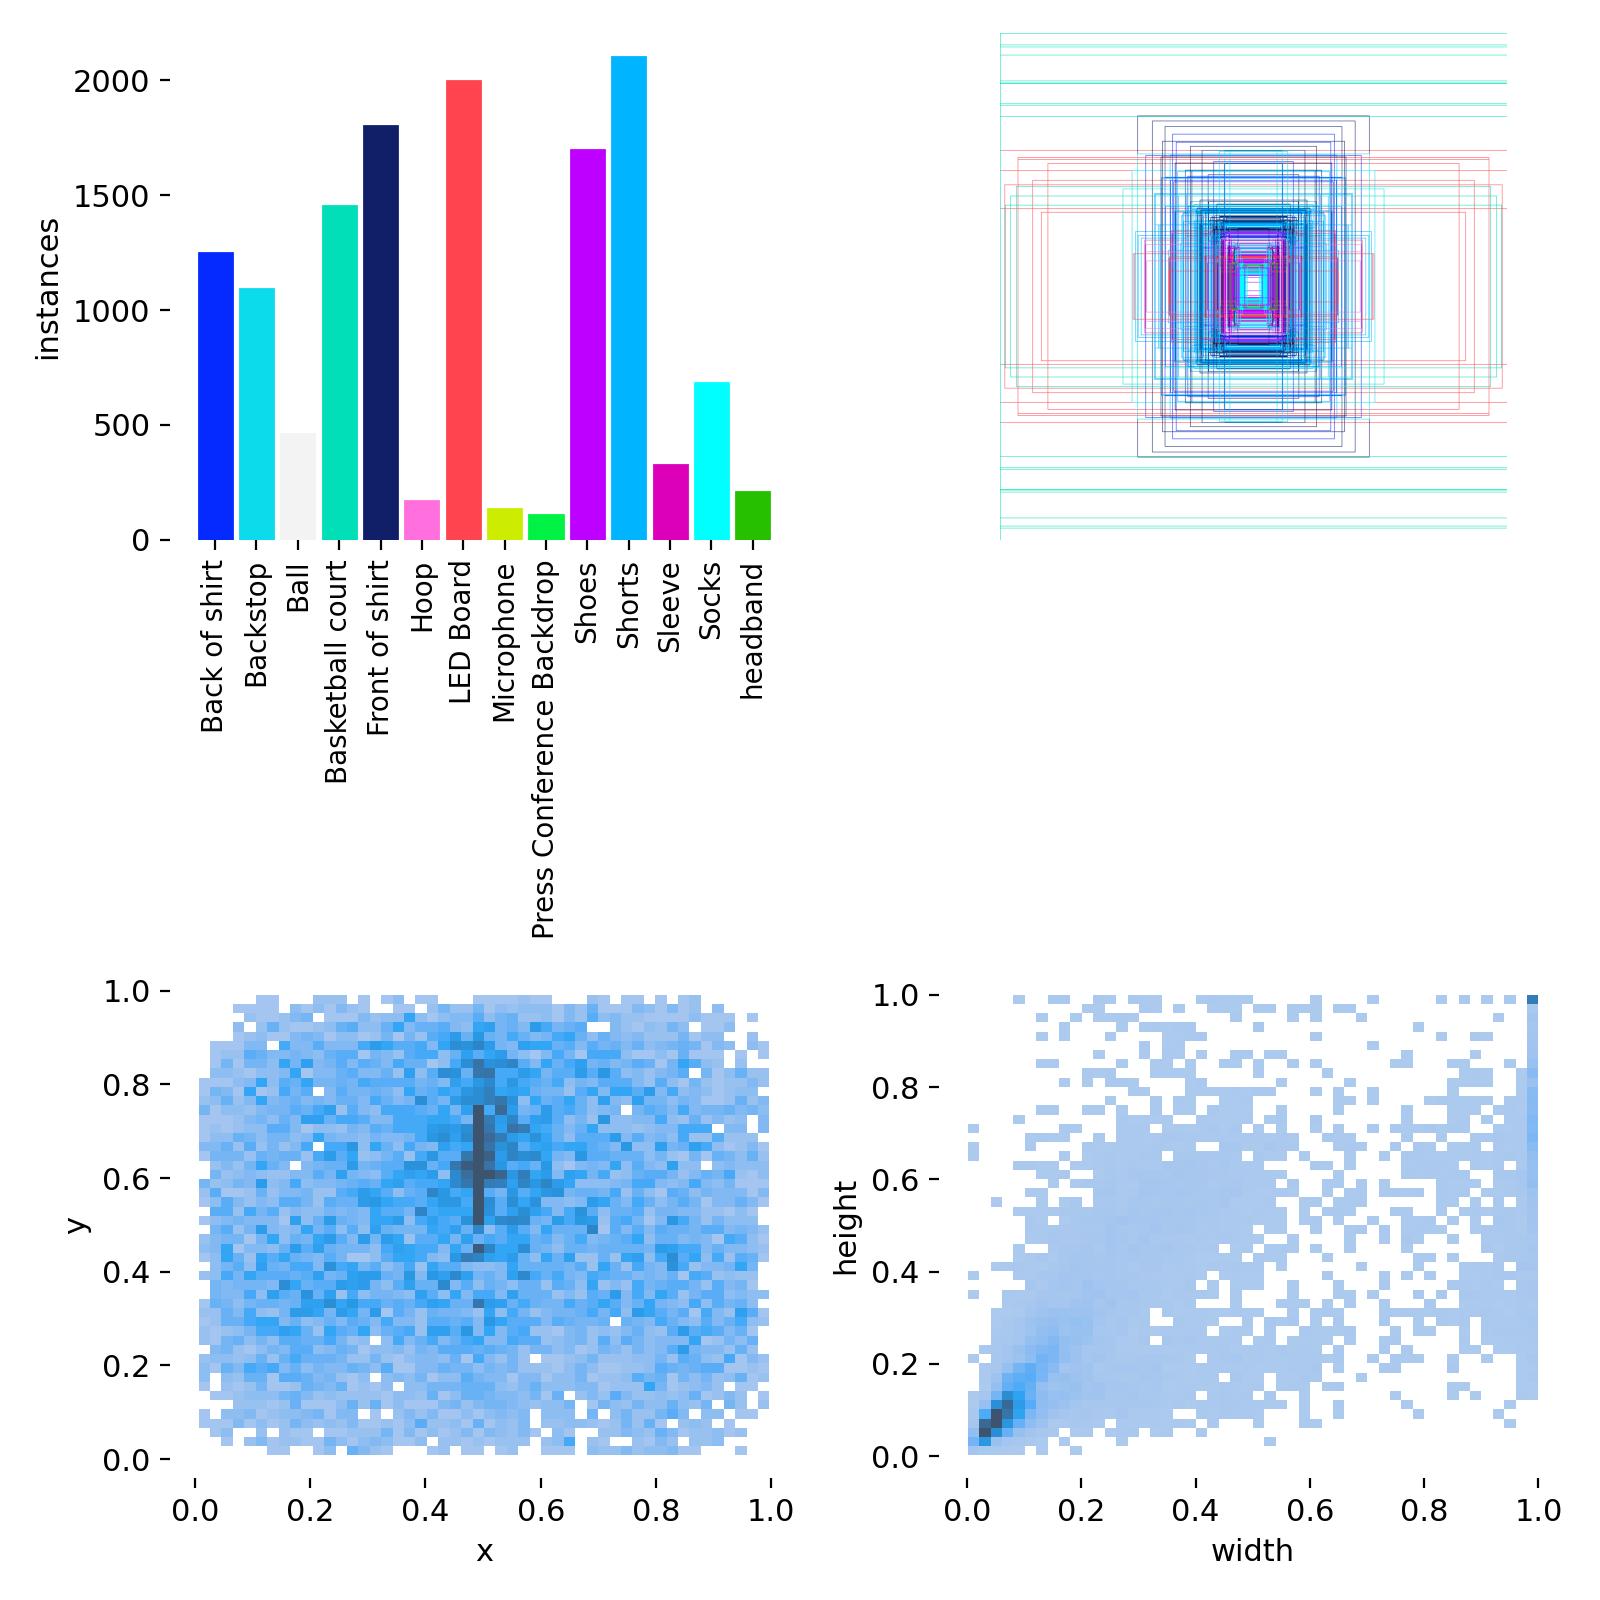 2000
1500
1000
500
0
instances
Back of shirt
Backstop
Ball
Basketball court
Front of shirt
Hoop
LED Board
Microphone
Press Conference Backdrop
Shoes
Shorts
Sleeve
Socks
headband
1.0
0.8
0.6
0.4
0.2
0.0
y
0.0 0.2 0.4 0.6 0.8 1.0
x
1.0
0.8
0.6
0.4
0.2
0.0
height
0.0 0.2 0.4 0.6 0.8 1.0
width